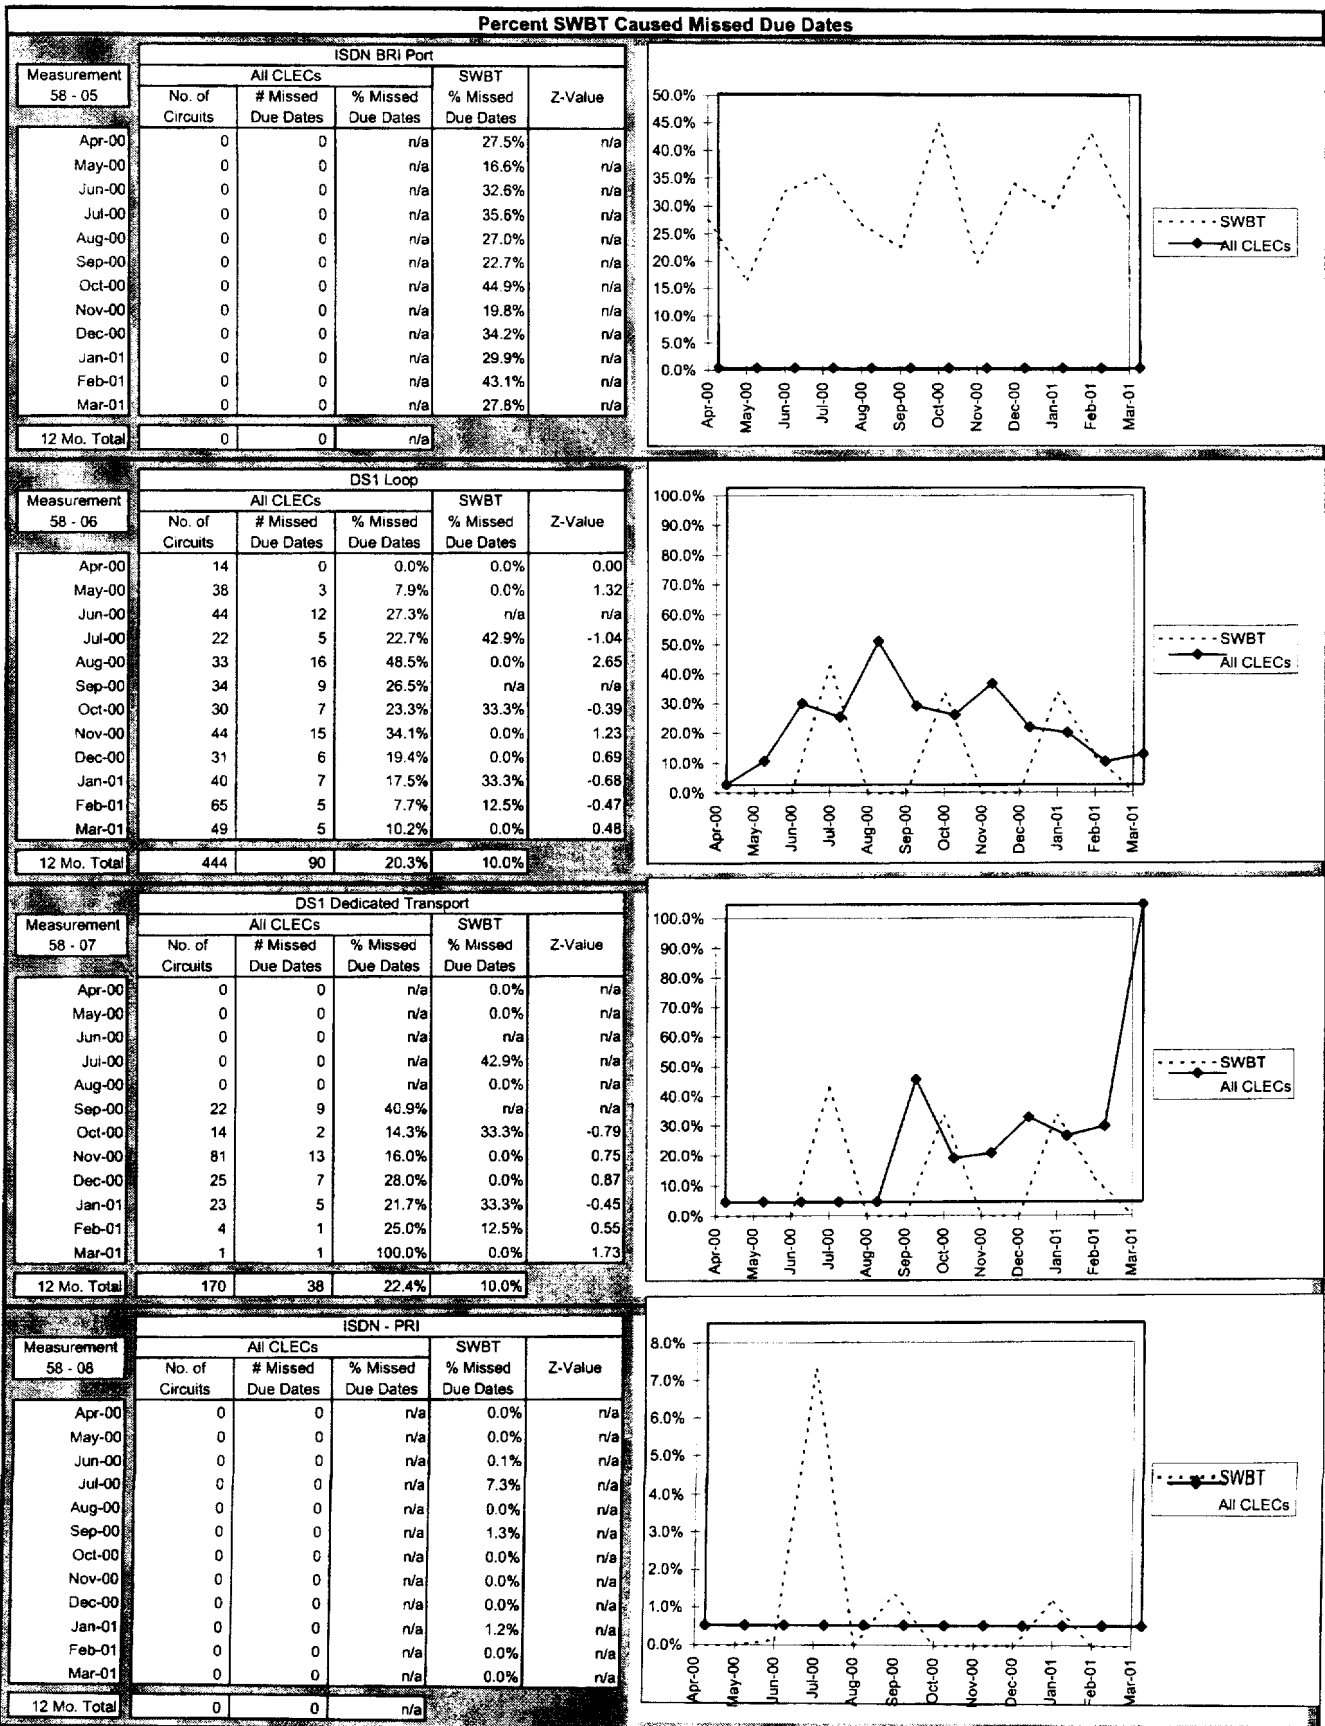 Percent SWBT Caused Missed Due Dates
ISDN BRI Port
Measurement All CLECs SWBT
58 - 05 No. of # Missed % Missed % Missed Z-Value
Circuits Due Dates Due Dates Due Dates
Apr-00 0 0 n/a 27.5% n/a
May-00 0 0 n/a 16.6% n/a
Jun-00 0 0 n/a 32.6% n/a
Jul-00 0 0 n/a 35.6% n/a
Aug-00 0 0 n/a 27.0% n/a
Sep-00 0 0 n/a 22.7% n/a
Oct-00 0 0 n/a 44.9% n/a
Nov-00 0 0 n/a 19.8% n/a
Dec-00 0 0 n/a 34.2% n/a
Jan-01 0 0 n/a 29.9% n/a
Feb-01 0 0 n/a 43.1% n/a
Mar-01 0 0 n/a 27.8% n/a
12 Mo. Total 0 0 n/a
50.0%
45.0%
40.0%
35.0%
30.0%
25.0%
20.0%
15.0%
10.0%
5.0%
0.0%
Apr-00 May-00 Jun-00 Jul-00 Aug-00 Sep-00 Oct-00 Nov-00 Dec-00 Jan-01 Feb-01 Mar-01
SWBT
All CLECs
DS1 Loop
Measurement All CLECs SWBT
58 - 06 No. of # Missed % Missed % Missed Z-Value
Circuits Due Dates Due Dates Due Dates
Apr-00 14 0 0.0% 0.0% 0.00
May-00 38 3 7.9% 0.0% 1.32
Jun-00 44 12 27.3% n/a n/a
Jul-00 22 5 22.7% 42.9% -1.04
Aug-00 33 16 48.5% 0.0% 2.65
Sep-00 34 9 26.5% n/a n/a
Oct-00 30 7 23.3% 33.3% -0.39
Nov-00 44 15 34.1% 0.0% 1.23
Dec-00 31 6 19.4% 0.0% 0.69
Jan-01 40 7 17.5% 33.3% -0.68
Feb-01 65 5 7.7% 12.5% -0.47
Mar-01 49 5 10.2% 0.0% 0.48
12 Mo. Total 444 90 20.3% 10.0%
100.0%
90.0%
80.0%
70.0%
60.0%
50.0%
40.0%
30.0%
20.0%
10.0%
0.0%
Apr-00 May-00 Jun-00 Jul-00 Aug-00 Sep-00 Oct-00 Nov-00 Dec-00 Jan-01 Feb-01 Mar-01
SWBT
All CLECs
DS1 Dedicated Transport
Measurement All CLECs SWBT
58 - 07 No. of # Missed % Missed % Missed Z-Value
Circuits Due Dates Due Dates Due Dates
Apr-00 0 0 n/a 0.0% n/a
May-00 0 0 n/a 0.0% n/a
Jun-00 0 0 n/a n/a n/a
Jul-00 0 0 n/a 42.9% n/a
Aug-00 0 0 n/a 0.0% n/a
Sep-00 22 9 40.9% n/a n/a
Oct-00 14 2 14.3% 33.3% -0.79
Nov-00 81 13 16.0% 0.0% 0.75
Dec-00 25 7 28.0% 0.0% 0.87
Jan-01 23 5 21.7% 33.3% -0.45
Feb-01 4 1 25.0% 12.5% 0.55
Mar-01 1 1 100.0% 0.0% 1.73
12 Mo. Total 170 38 22.4% 10.0%
100.0%
90.0%
80.0%
70.0%
60.0%
50.0%
40.0%
30.0%
20.0%
10.0%
0.0%
Apr-00 May-00 Jun-00 Jul-00 Aug-00 Sep-00 Oct-00 Nov-00 Dec-00 Jan-01 Feb-01 Mar-01
SWBT
All CLECs
ISDN - PRI
Measurement All CLECs SWBT
58 - 08 No. of # Missed % Missed % Missed Z-Value
Circuits Due Dates Due Dates Due Dates
Apr-00 0 0 n/a 0.0% n/a
May-00 0 0 n/a 0.0% n/a
Jun-00 0 0 n/a 0.1% n/a
Jul-00 0 0 n/a 7.3% n/a
Aug-00 0 0 n/a 0.0% n/a
Sep-00 0 0 n/a 1.3% n/a
Oct-00 0 0 n/a 0.0% n/a
Nov-00 0 0 n/a 0.0% n/a
Dec-00 0 0 n/a 0.0% n/a
Jan-01 0 0 n/a 1.2% n/a
Feb-01 0 0 n/a 0.0% n/a
Mar-01 0 0 n/a 0.0% n/a
12 Mo. Total 0 0 n/a
8.0%
7.0%
6.0%
5.0%
4.0%
3.0%
2.0%
1.0%
0.0%
Apr-00 May-00 Jun-00 Jul-00 Aug-00 Sep-00 Oct-00 Nov-00 Dec-00 Jan-01 Feb-01 Mar-01
SWBT
All CLECs